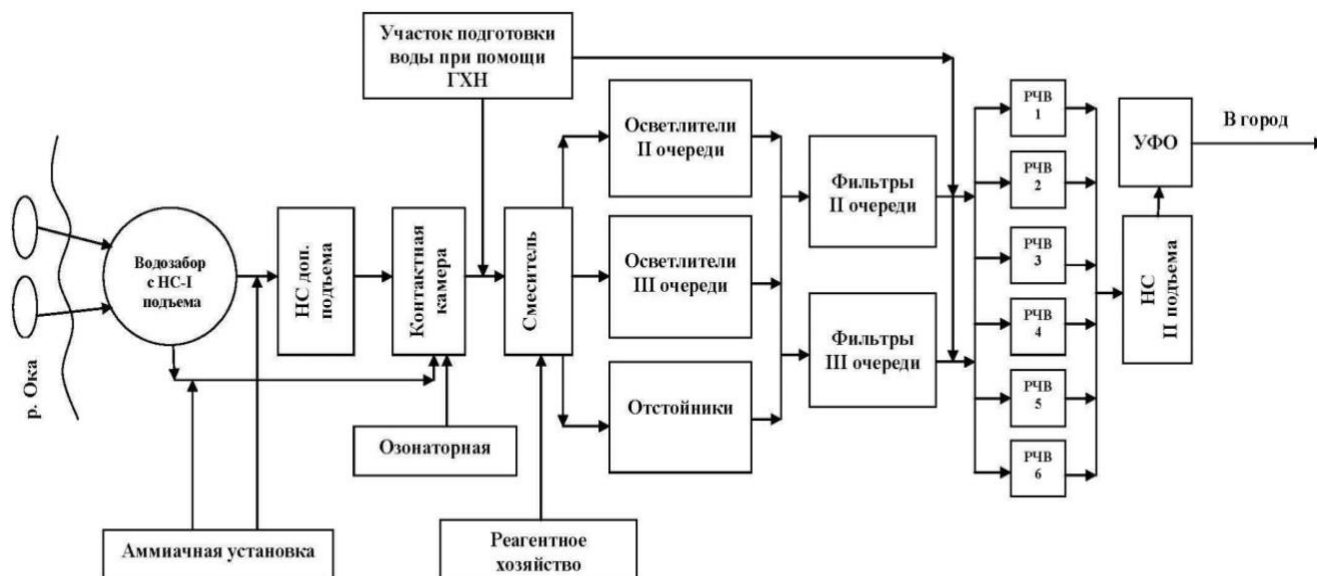 Участок подготовки
воды при помощи
ГХН
р. Ока
Водозабор
с НС-I
подъема
НС доп.
подъема
Контактная
камера
Смеситель
Осветлители
II очереди
Осветлители
III очереди
Отстойники
Фильтры
II очереди
Фильтры
III очереди
РЧВ
1
РЧВ
2
РЧВ
3
РЧВ
4
РЧВ
5
РЧВ
6
НС
II подъема
УФО
В город
Озонаторная
Аммиачная установка
Реагентное
хозяйство